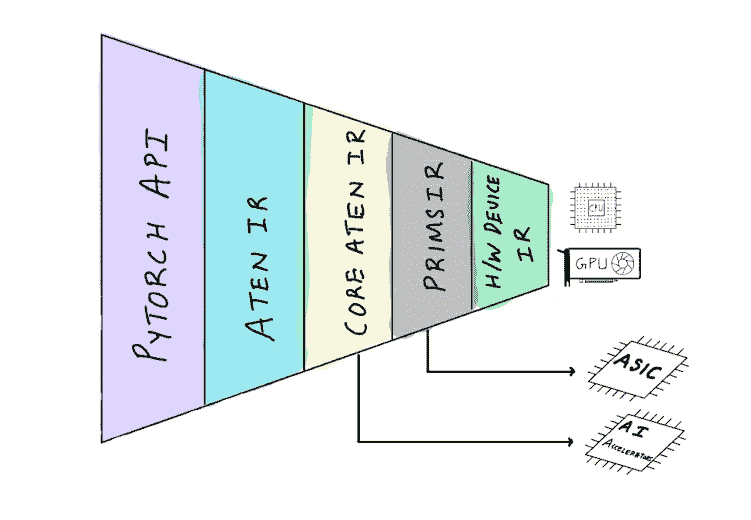 PYTORCH API
ATEN IR
CORE ATEN IR
PRIMS IR
H/W DEVICE
IR
CPU
GPU
ASIC
AI
ACCELERATORS